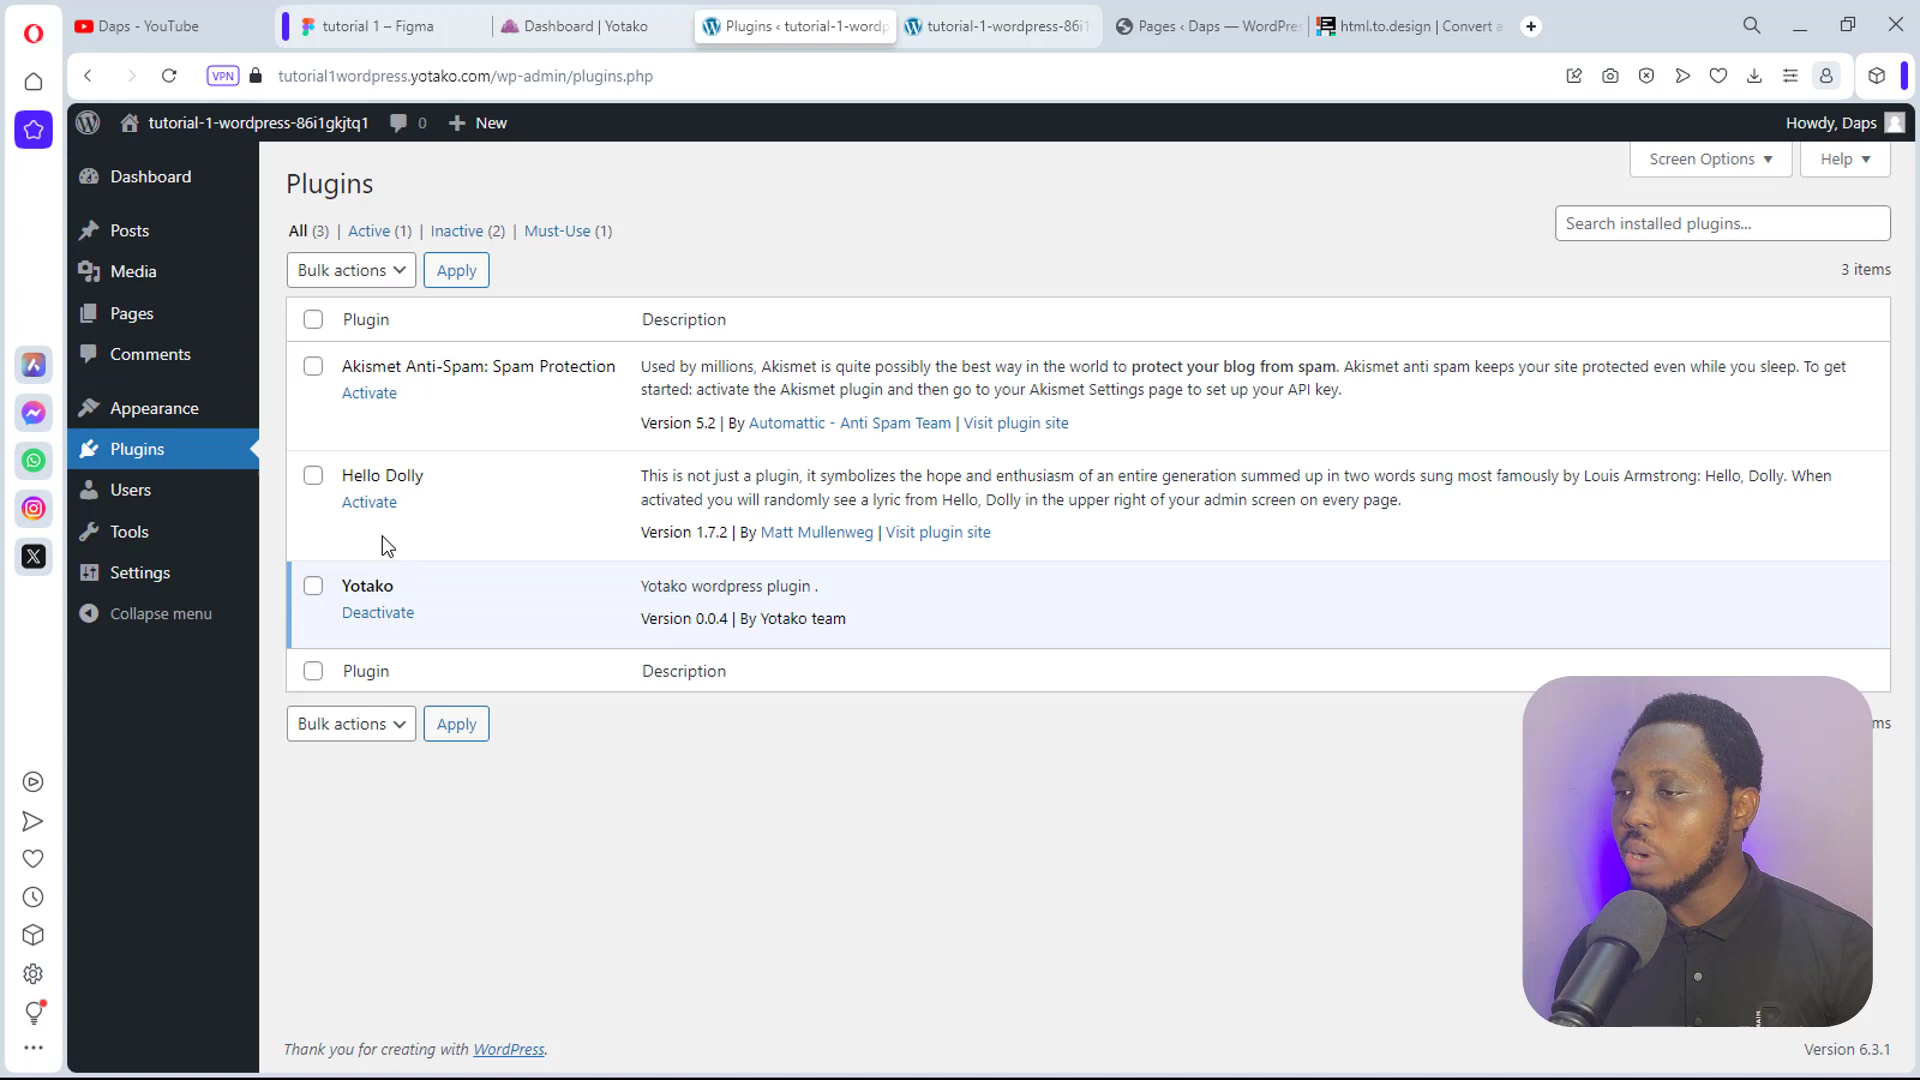 Daps - YouTube
tutorial 1 – Figma
Dashboard | Yotako
Plugins ‹ tutorial-1-wordp
tutorial-1-wordpress-86i1
Pages ‹ Daps — WordPres
html.to.design | Convert a
VPN
tutorial1wordpress.yotako.com/wp-admin/plugins.php
tutorial-1-wordpress-86i1gkjtq1
0
New
Howdy, Daps
Dashboard
Posts
Media
Pages
Comments
Appearance
Plugins
Users
Tools
Settings
Collapse menu
Screen Options
Help
Plugins
All (3) | Active (1) | Inactive (2) | Must-Use (1)
Search installed plugins...
Bulk actions
Apply
3 items
Plugin
Description
Akismet Anti-Spam: Spam Protection
Activate
Used by millions, Akismet is quite possibly the best way in the world to protect your blog from spam. Akismet anti spam keeps your site protected even while you sleep. To get
started: activate the Akismet plugin and then go to your Akismet Settings page to set up your API key.
Version 5.2 | By Automattic - Anti Spam Team | Visit plugin site
Hello Dolly
Activate
This is not just a plugin, it symbolizes the hope and enthusiasm of an entire generation summed up in two words sung most famously by Louis Armstrong: Hello, Dolly. When
activated you will randomly see a lyric from Hello, Dolly in the upper right of your admin screen on every page.
Version 1.7.2 | By Matt Mullenweg | Visit plugin site
Yotako
Deactivate
Yotako wordpress plugin .
Version 0.0.4 | By Yotako team
Plugin
Description
Bulk actions
Apply
ms
Thank you for creating with WordPress.
Version 6.3.1